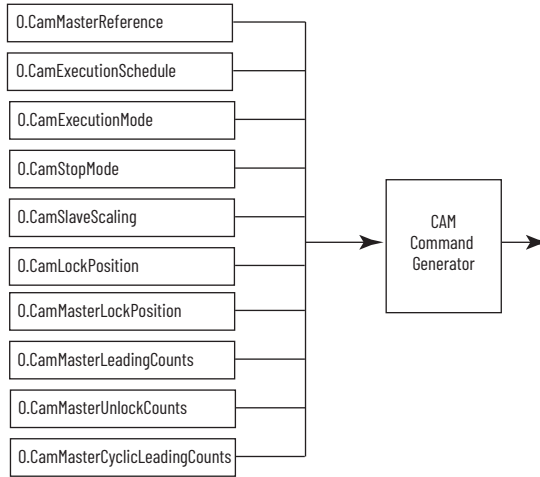 O.CamMasterReference
O.CamExecutionSchedule
O.CamExecutionMode
O.CamStopMode
O.CamSlaveScaling
O.CamLockPosition
O.CamMasterLockPosition
O.CamMasterLeadingCounts
O.CamMasterUnlockCounts
O.CamMasterCyclicLeadingCounts
CAM
Command
Generator